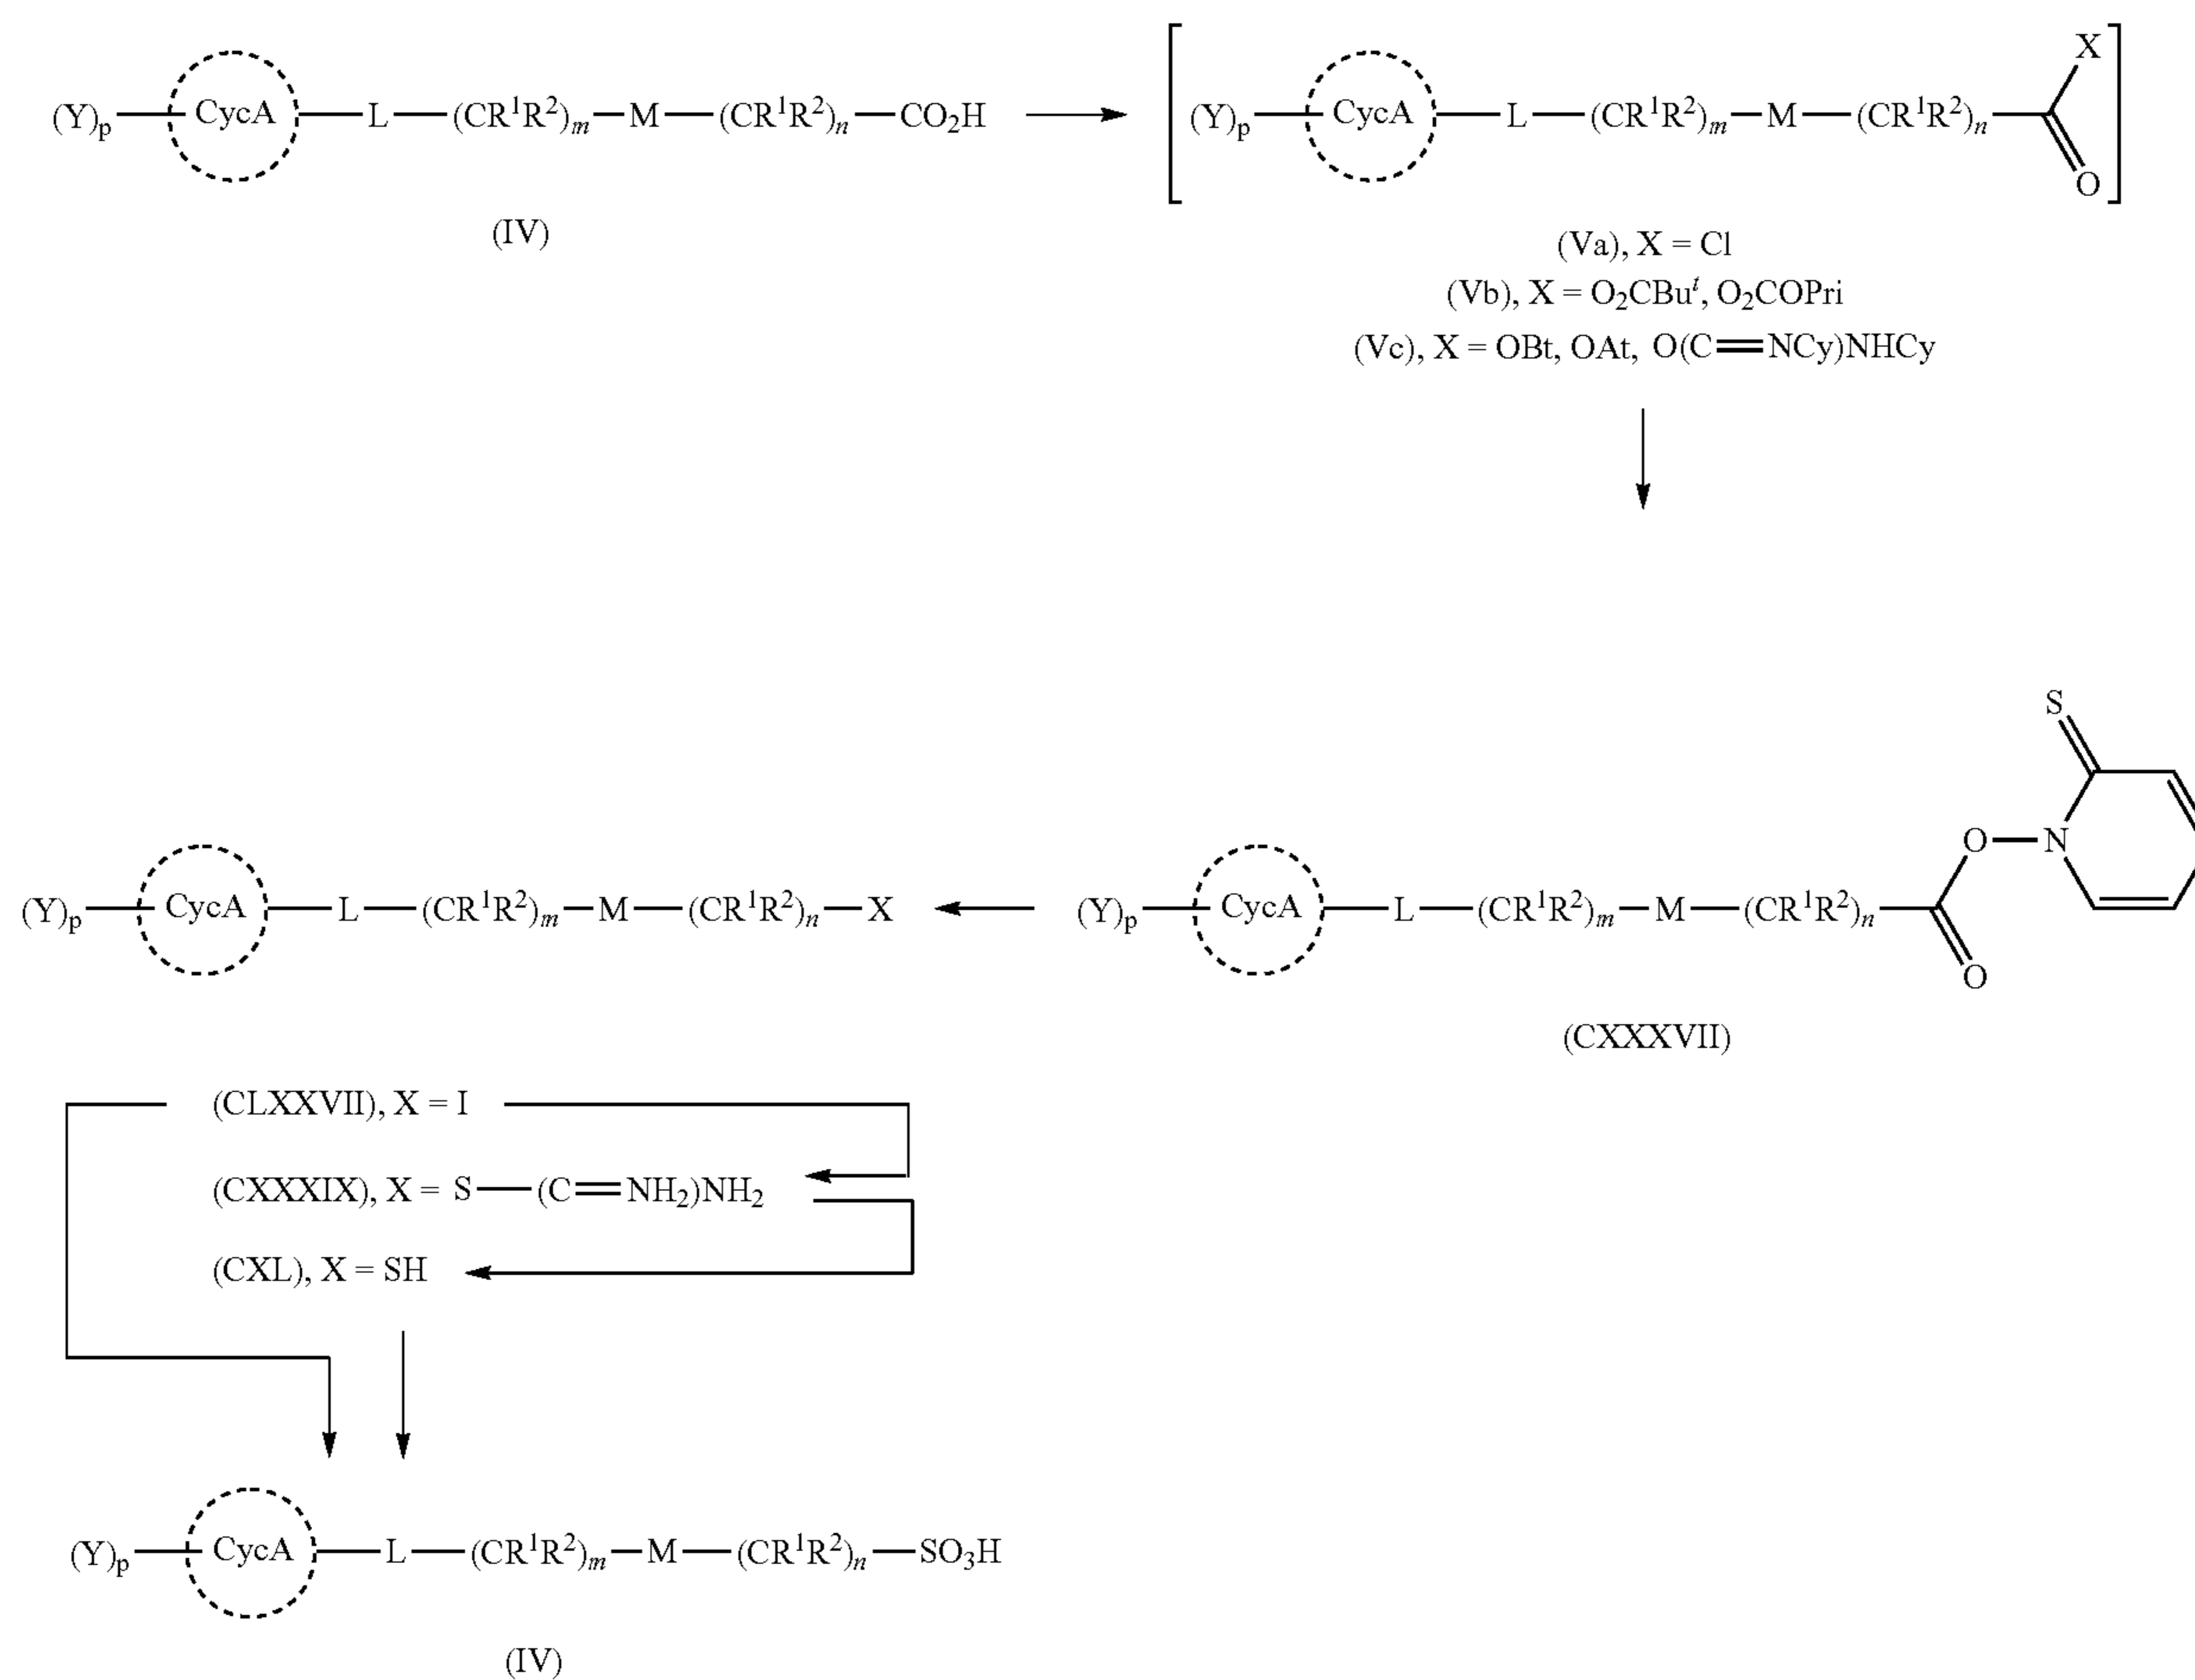 (Y)p—CycA—L—(CR¹R²)m—M—(CR¹R²)n—CO₂H
(IV)
(Y)p—CycA—L—(CR¹R²)m—M—(CR¹R²)n
X
O
(Va), X = Cl
(Vb), X = O₂CBuᵗ, O₂COPri
(Vc), X = OBt, OAt, O(C=NCy)NHCy
(Y)p—CycA—L—(CR¹R²)m—M—(CR¹R²)n—X
(Y)p—CycA—L—(CR¹R²)m—M—(CR¹R²)n
S
O—N
O
(CXXXVII)
(CLXXVII), X = I
(CXXXIX), X = S—(C=NH₂)NH₂
(CXL), X = SH
(Y)p—CycA—L—(CR¹R²)m—M—(CR¹R²)n—SO₃H
(IV)